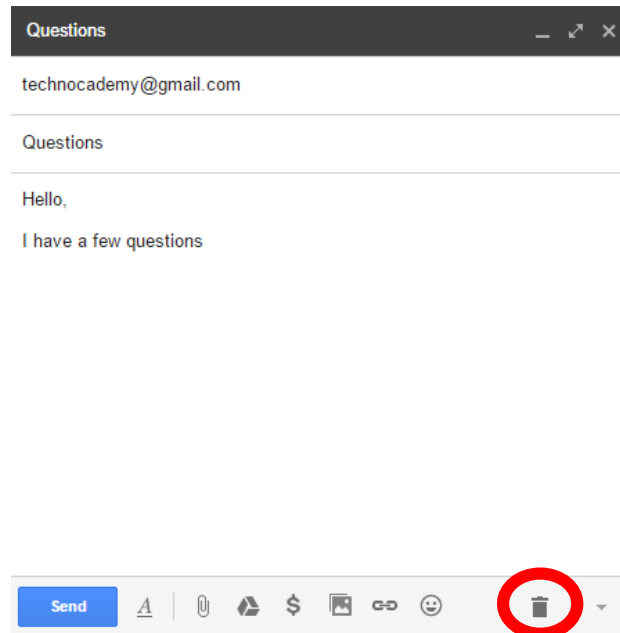 Questions
technocademy@gmail.com
Questions
Hello,
I have a few questions
Send A $